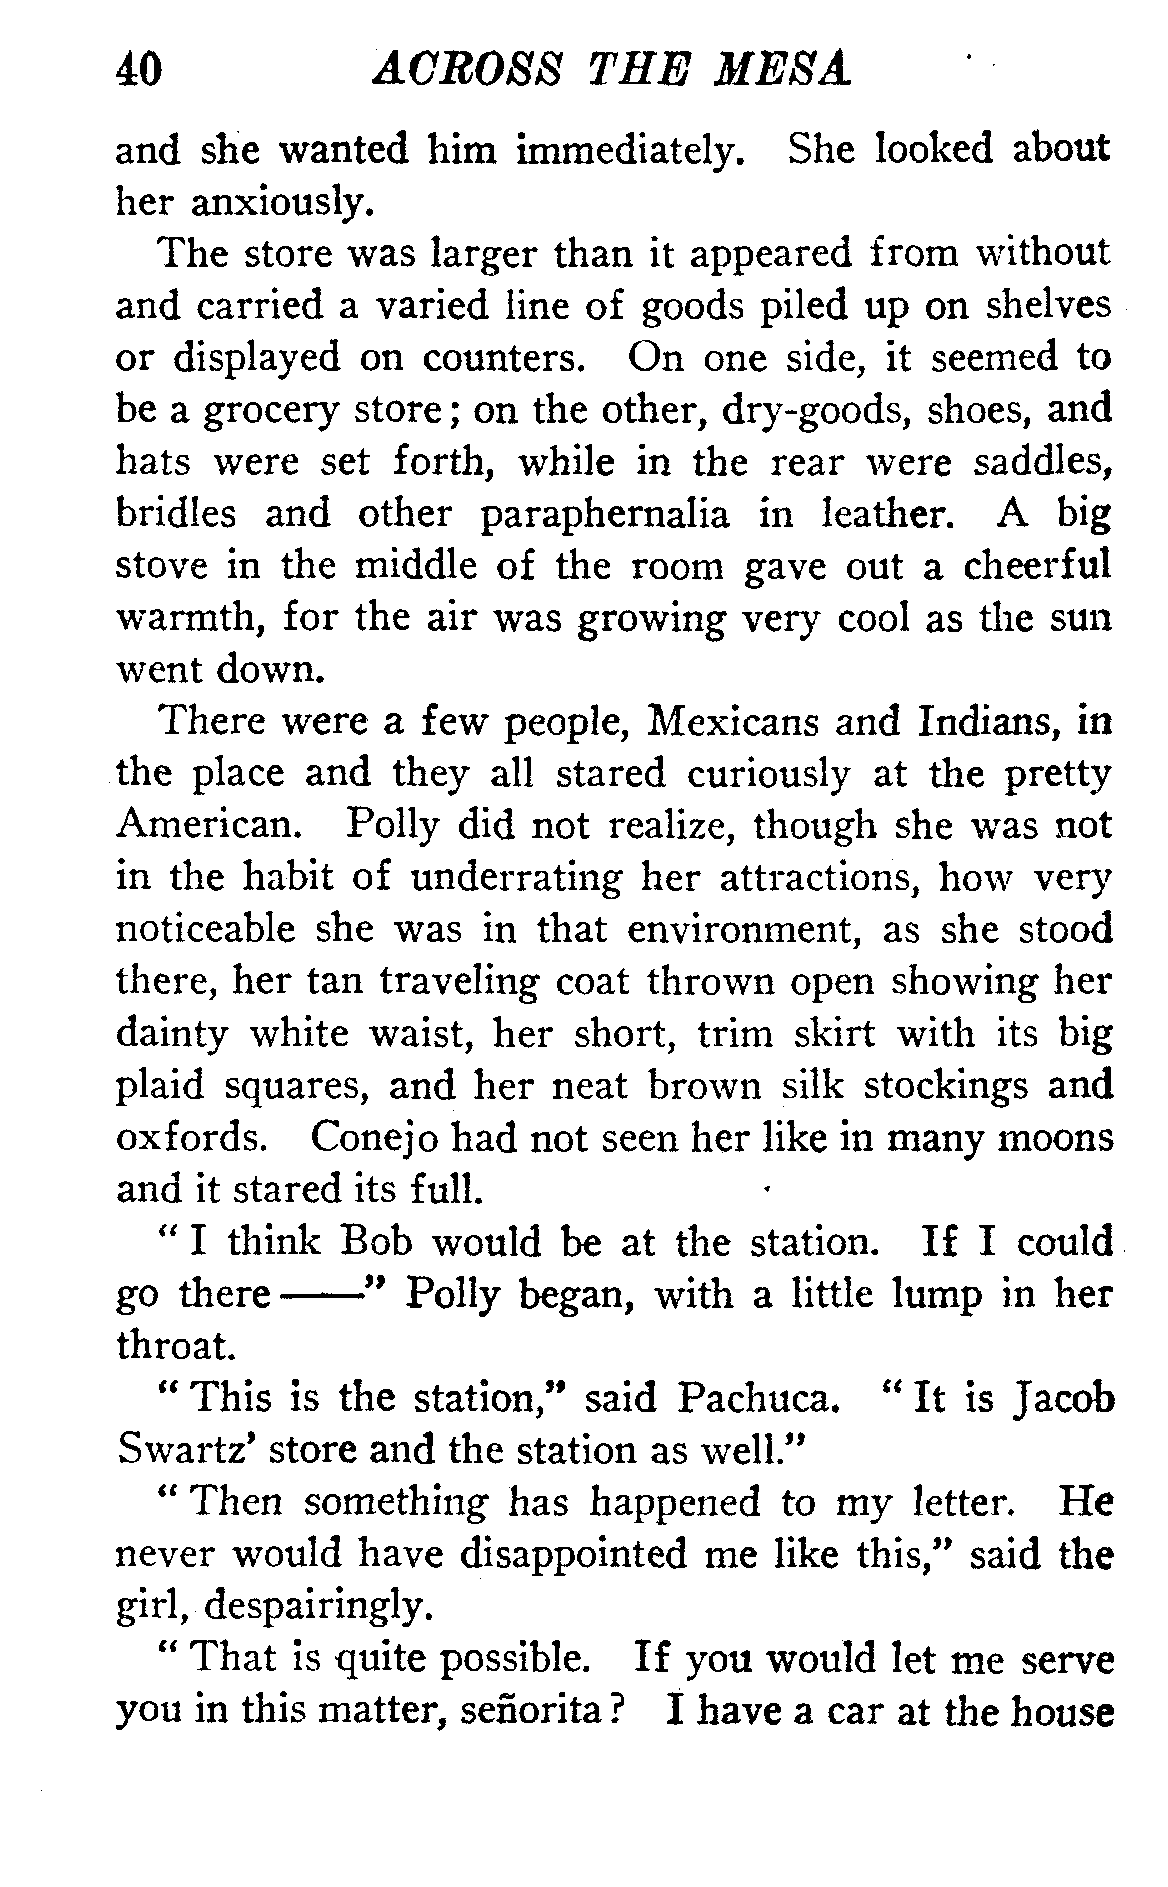 40 ACROSS THE MESA
and she wanted him immediately. She looked about
her anxiously.
The store was larger than it appeared from without
and carried a varied line of goods piled up on shelves
or displayed on counters. On one side, it seemed to
be a grocery store; on the other, dry-goods, shoes, and
hats were set forth, while in the rear were saddles,
bridles and other paraphernalia in leather. A big
stove in the middle of the room gave out a cheerful
warmth, for the air was growing very cool as the sun
went down.
There were a few people, Mexicans and Indians, in
the place and they all stared curiously at the pretty
American. Polly did not realize, though she was not
in the habit of underrating her attractions, how very
noticeable she was in that environment, as she stood
there, her tan traveling coat thrown open showing her
dainty white waist, her short, trim skirt with its big
plaid squares, and her neat brown silk stockings and
oxfords. Conejo had not seen her like in many moons
and it stared its full.
"I think Bob would be at the station. If I could
go there——" Polly began, with a little lump in her
throat.
"This is the station," said Pachuca. "It is Jacob
Swartz' store and the station as well."
"Then something has happened to my letter. He
never would have disappointed me like this," said the
girl, despairingly.
"That is quite possible. If you would let me serve
you in this matter, señorita? I have a car at the house